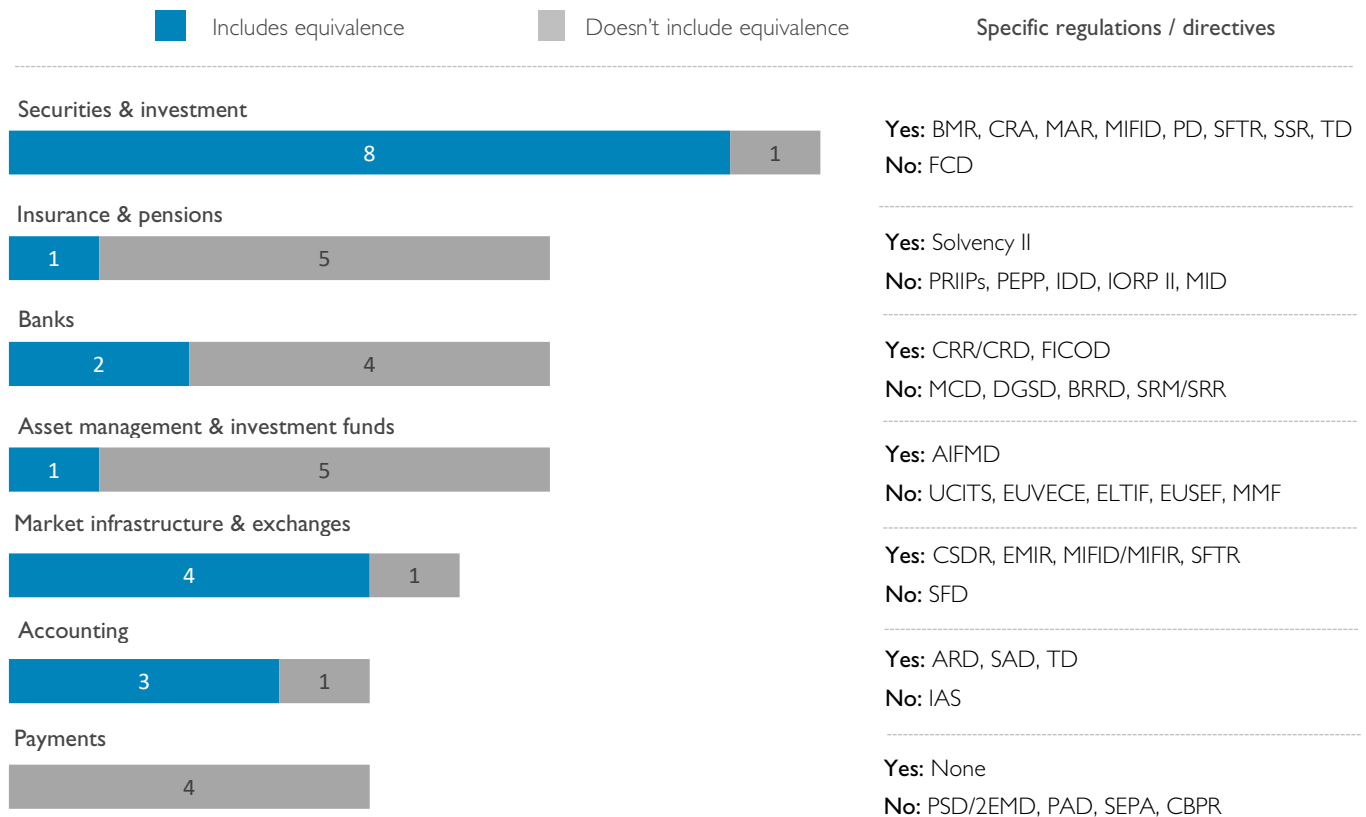 Includes equivalence
Doesn't include equivalence
Specific regulations / directives
Securities & investment
8
1
Yes: BMR, CRA, MAR, MIFID, PD, SFTR, SSR, TD
No: FCD
Insurance & pensions
1
5
Yes: Solvency II
No: PRIIPs, PEPP, IDD, IORP II, MID
Banks
2
4
Yes: CRR/CRD, FICOD
No: MCD, DGSD, BRRD, SRM/SRR
Asset management & investment funds
1
5
Yes: AIFMD
No: UCITS, EUVECE, ELTIF, EUSEF, MMF
Market infrastructure & exchanges
4
1
Yes: CSDR, EMIR, MIFID/MIFIR, SFTR
No: SFD
Accounting
3
1
Yes: ARD, SAD, TD
No: IAS
Payments
4
Yes: None
No: PSD/2EMD, PAD, SEPA, CBPR